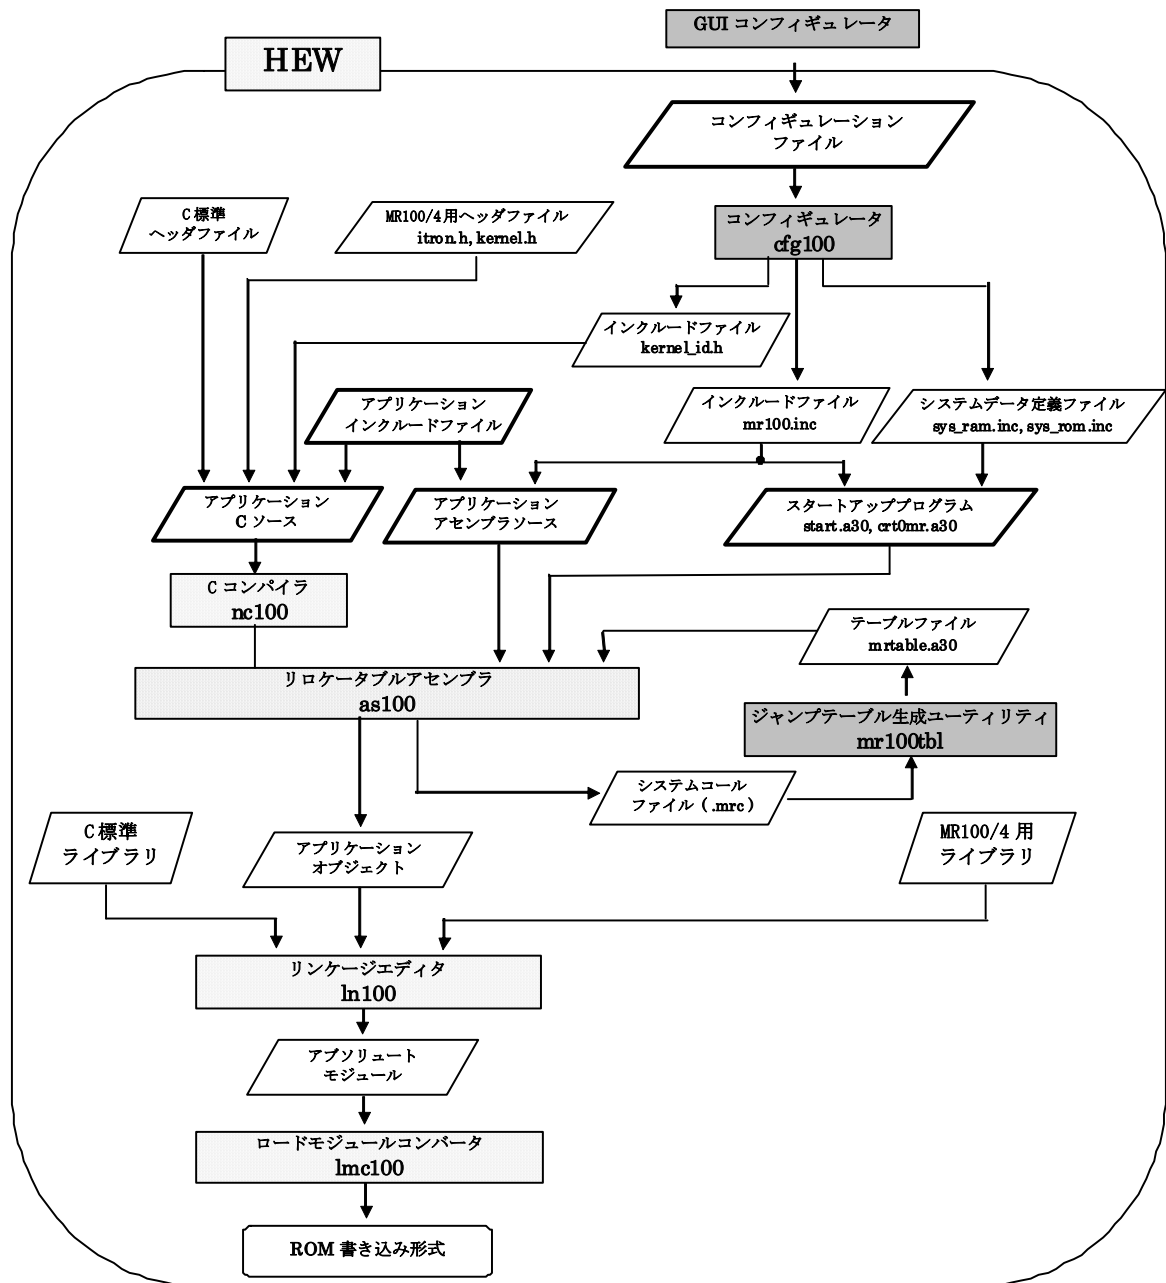 GUI コンフィギュレータ
HEW
コンフィギュレーション
ファイル
C 標準
ヘッダファイル
MR100/4 用ヘッダファイル
itron.h, kernel.h
コンフィギュレータ
cfg100
インクルードファイル
kernel_id.h
アプリケーション
インクルードファイル
インクルードファイル
mr100.inc
システムデータ定義ファイル
sys_ram.inc, sys_rom.inc
アプリケーション
C ソース
アプリケーション
アセンブラソース
スタートアッププログラム
start.a30, crt0mr.a30
C コンパイラ
nc100
テーブルファイル
mrtable.a30
リロケータブルアセンブラ
as100
ジャンプテーブル生成ユーティリティ
mr100tbl
システムコール
ファイル ( .mrc )
C 標準
ライブラリ
アプリケーション
オブジェクト
MR100/4 用
ライブラリ
リンケージエディタ
ln100
アブソリュート
モジュール
ロードモジュールコンバータ
lmc100
ROM 書き込み形式